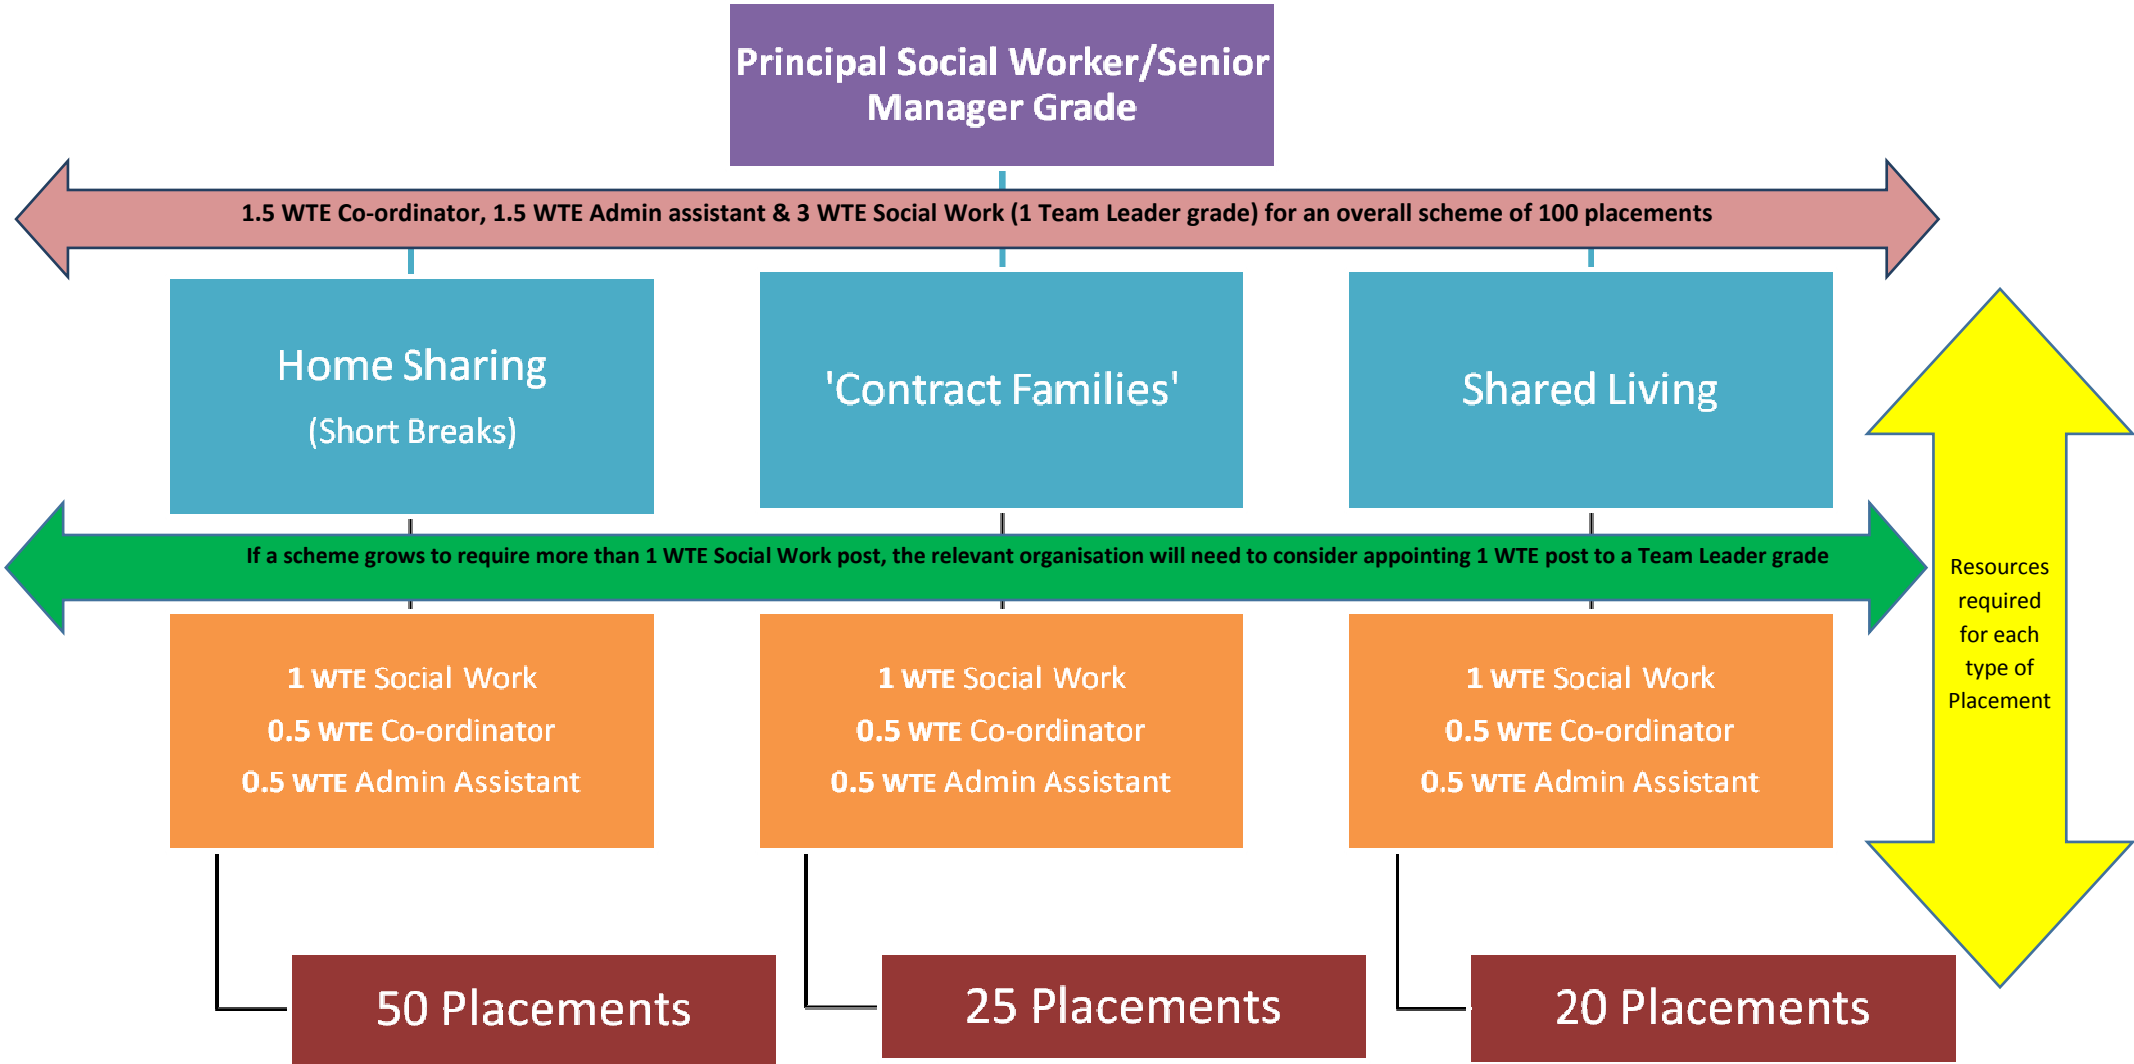 Principal Social Worker/Senior
Manager Grade
1.5 WTE Co-ordinator, 1.5 WTE Admin assistant & 3 WTE Social Work (1 Team Leader grade) for an overall scheme of 100 placements
Home Sharing
(Short Breaks)
'Contract Families'
Shared Living
If a scheme grows to require more than 1 WTE Social Work post, the relevant organisation will need to consider appointing 1 WTE post to a Team Leader grade
1 WTE Social Work
0.5 WTE Co-ordinator
0.5 WTE Admin Assistant
1 WTE Social Work
0.5 WTE Co-ordinator
0.5 WTE Admin Assistant
1 WTE Social Work
0.5 WTE Co-ordinator
0.5 WTE Admin Assistant
Resources
required
for each
type of
Placement
50 Placements
25 Placements
20 Placements